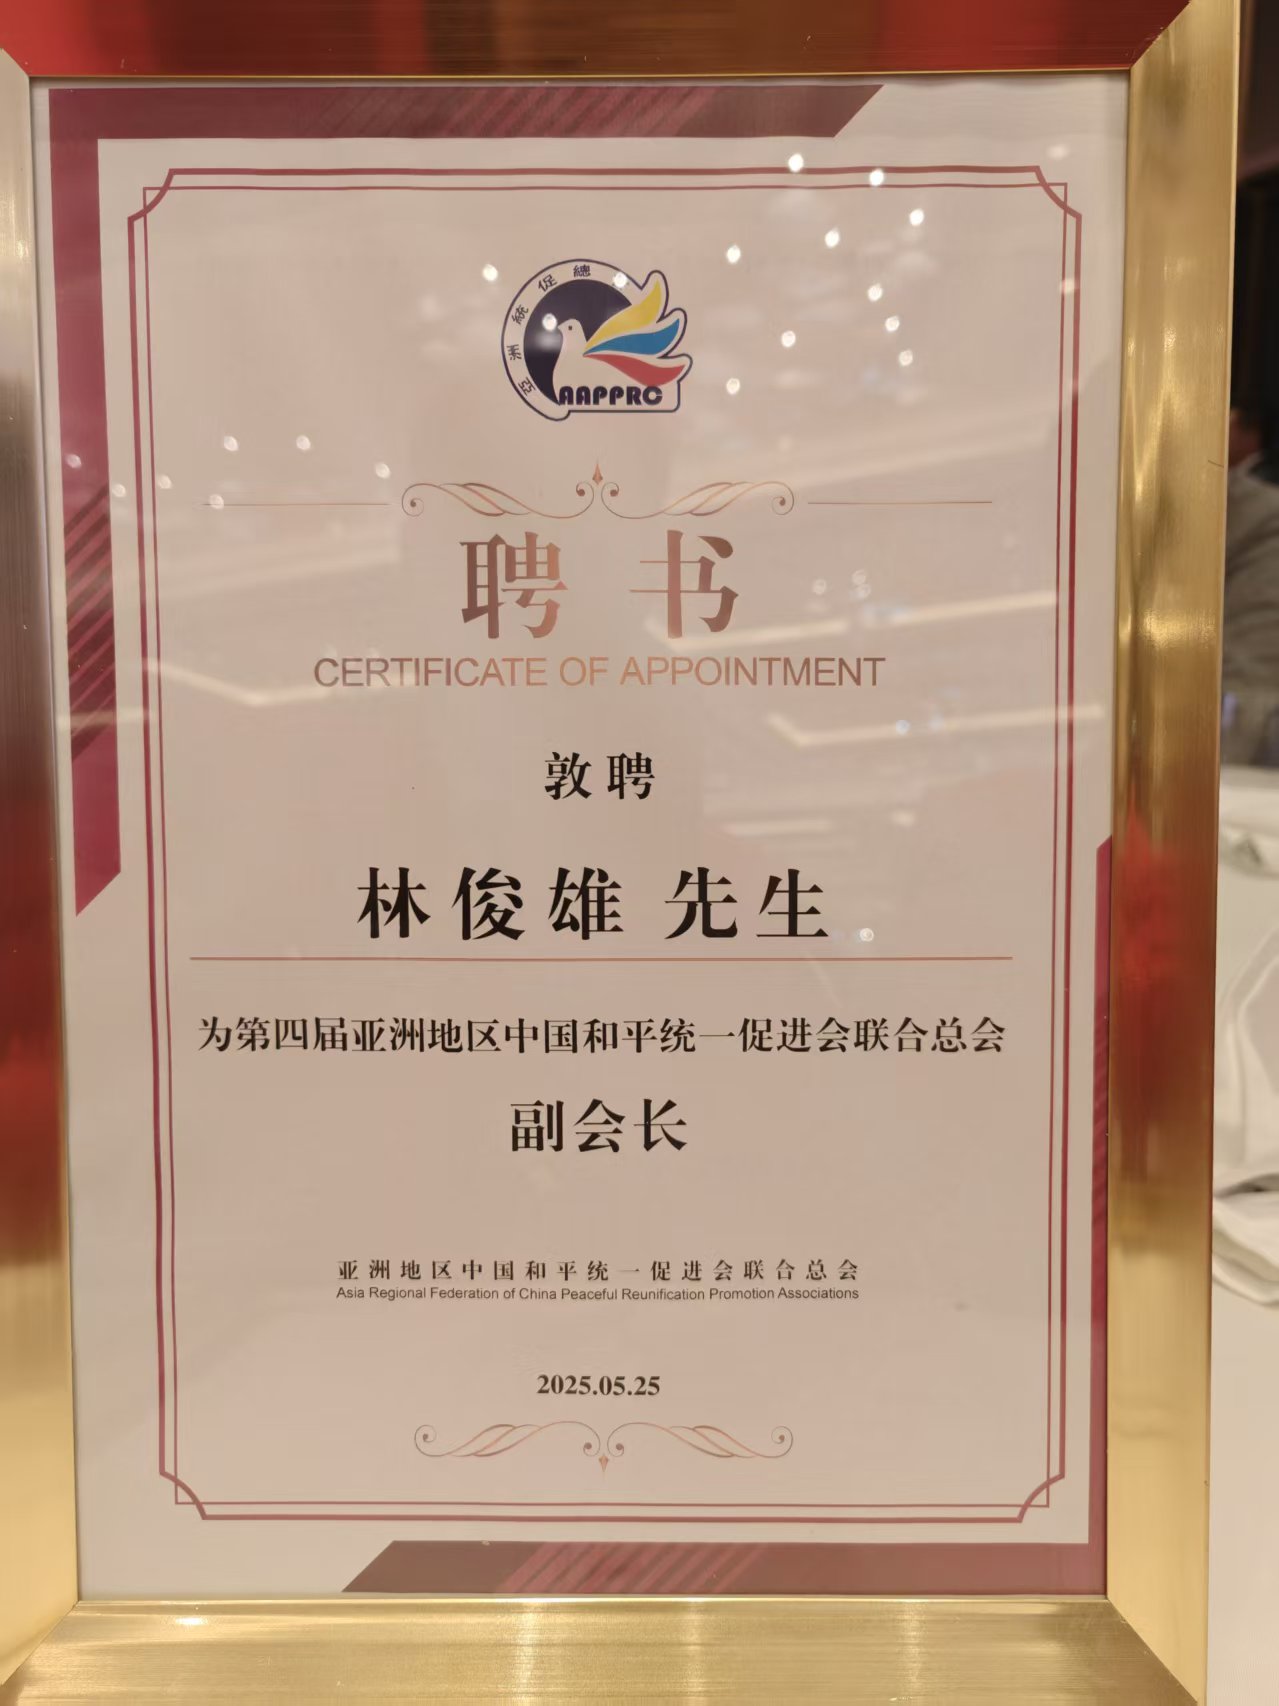 亞洲統促總
AAPPRC
聘书
CERTIFICATE OF APPOINTMENT
敦聘
林俊雄 先生
为第四届亚洲地区中国和平统一促进会联合总会
副会长
亚洲地区中国和平统一促进会联合总会
Asia Regional Federation of China Peaceful Reunification Promotion Associations
2025.05.25